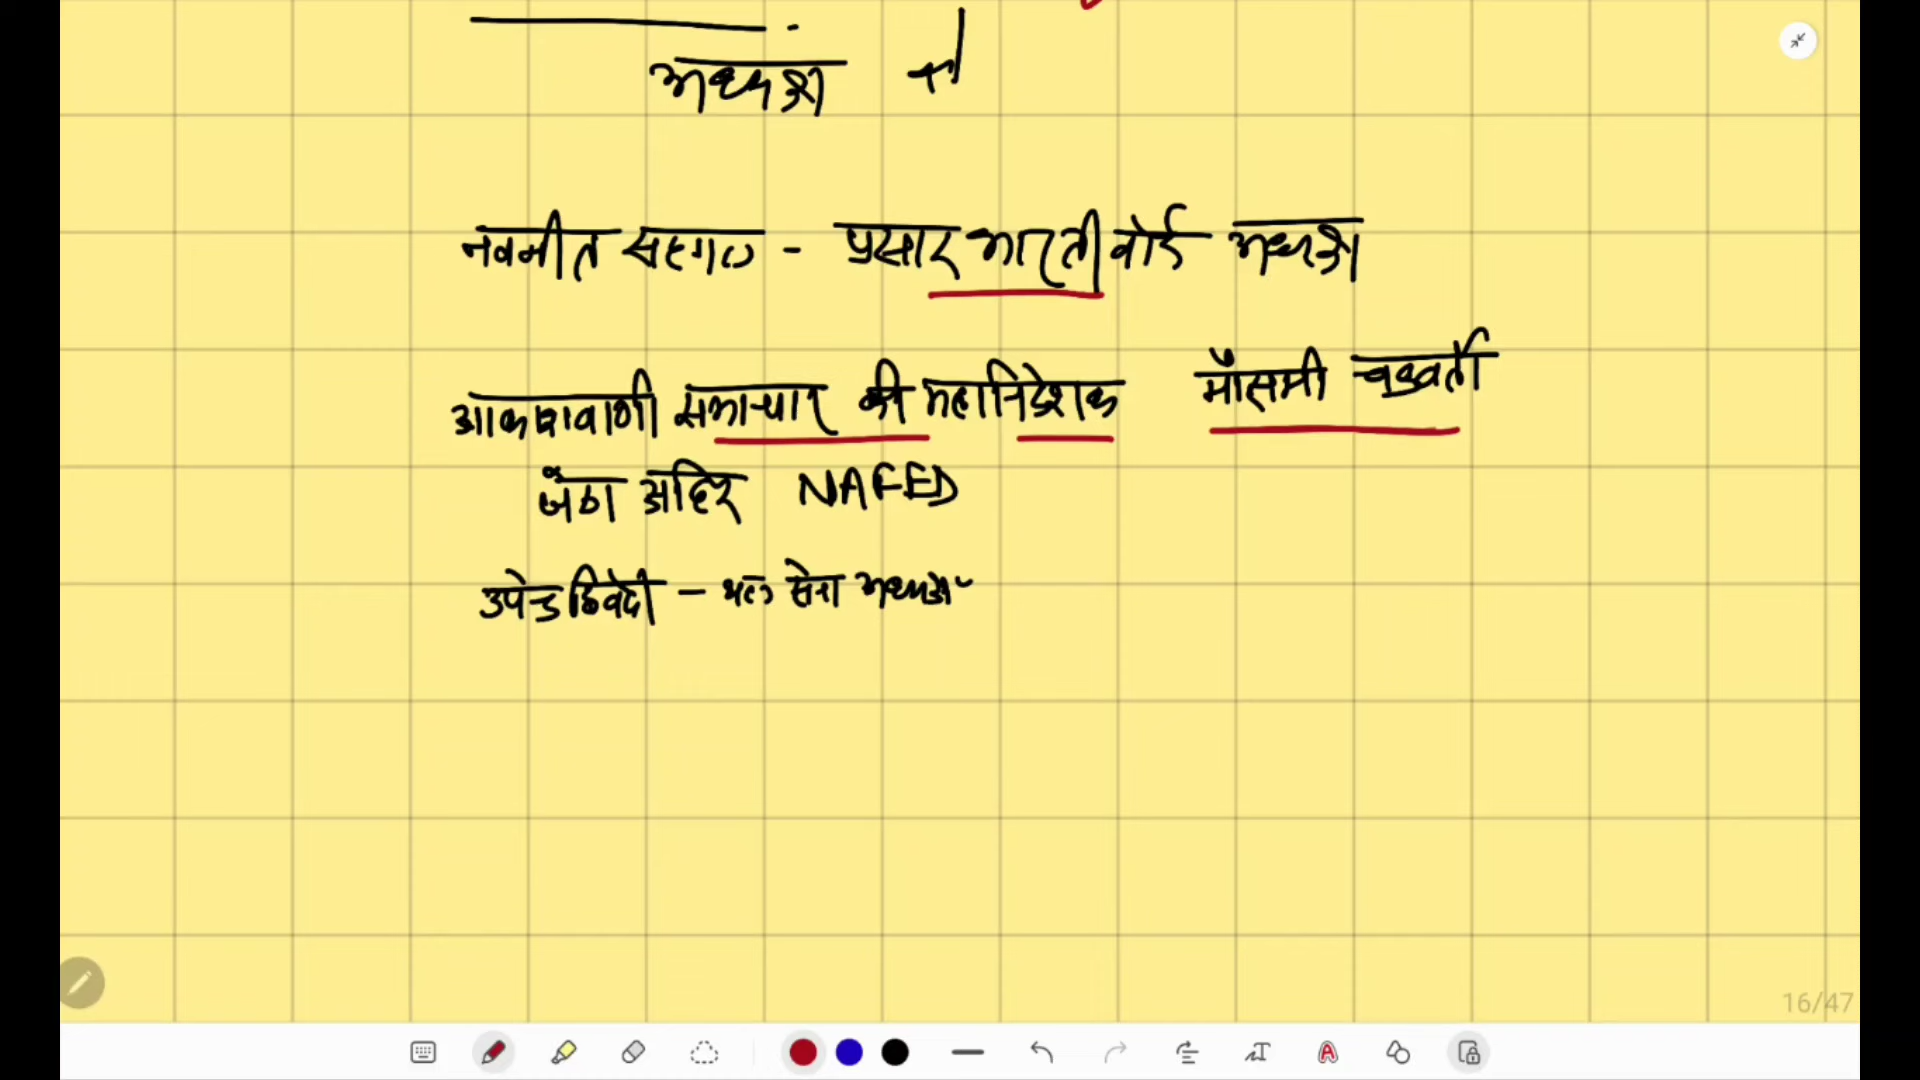 अध्यक्ष
नवनीत सहगल - प्रसार भारती बोर्ड अध्यक्ष
आकाशवाणी समाचार की महानिदेशक मौसमी चक्रवर्ती
जेठा अहिर NAFED
उपेन्द्र द्विवेदी - थल सेना अध्यक्ष
16/47